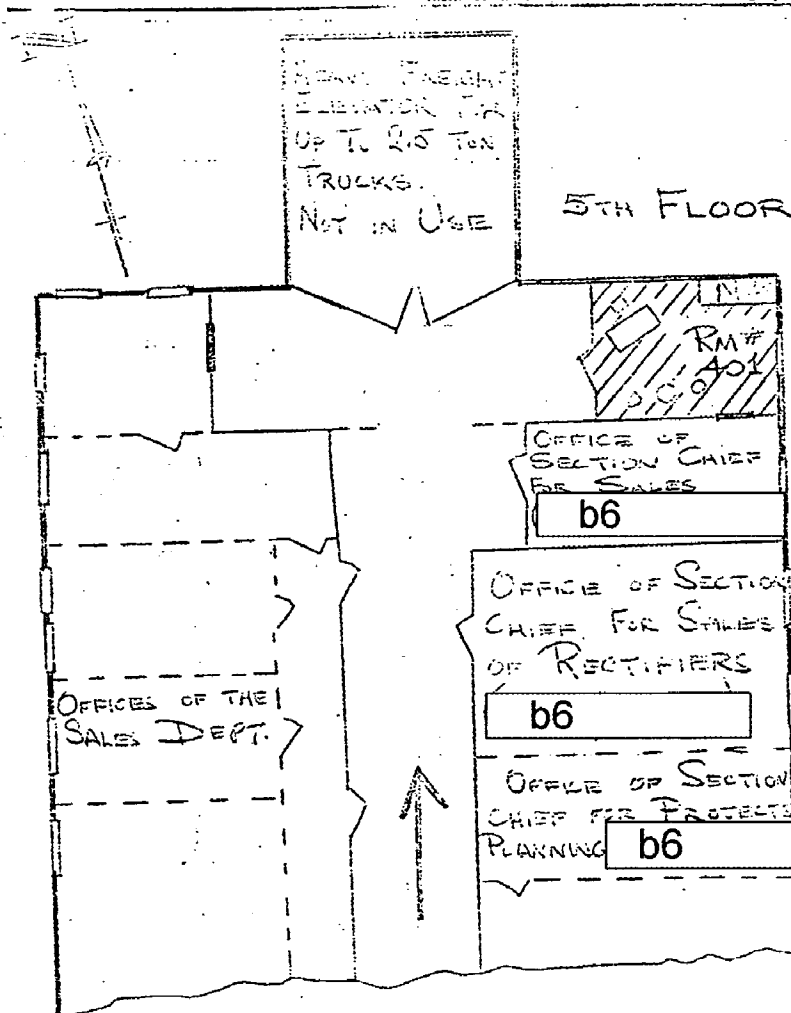 HEAVY FREIGHT
ELEVATOR FOR
UP TO 2.5 TON
TRUCKS.
NOT IN USE
5TH FLOOR
N
RM#
401
OFFICE OF
SECTION CHIEF
FOR SALES
b6
OFFICE OF SECTION
CHIEF FOR SALES
OF RECTIFIERS
b6
OFFICES OF THE
SALES DEPT.
OFFICE OF SECTION
CHIEF FOR PROJECTS
PLANNING
b6